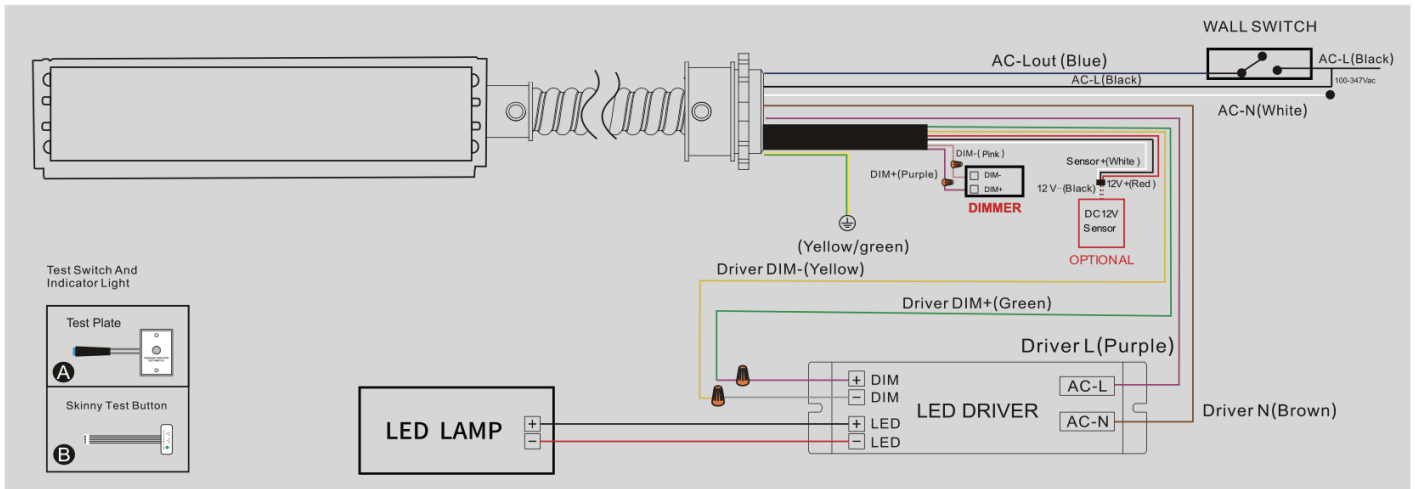 WALL SWITCH
AC-Lout (Blue)
AC-L(Black)
AC-L(Black)
100-347Vac
AC-N(White)
DIM-(Pink)
DIM+(Purple)
DIM-
DIM+
DIMMER
Sensor+(White)
12V-(Black)
12V+(Red)
DC12V
Sensor
OPTIONAL
(Yellow/green)
Driver DIM-(Yellow)
Driver DIM+(Green)
Driver L(Purple)
Test Switch And
Indicator Light
Test Plate
A
Skinny Test Button
B
LED LAMP
+
−
+ DIM
− DIM
+ LED
− LED
LED DRIVER
AC-L
AC-N
Driver N(Brown)